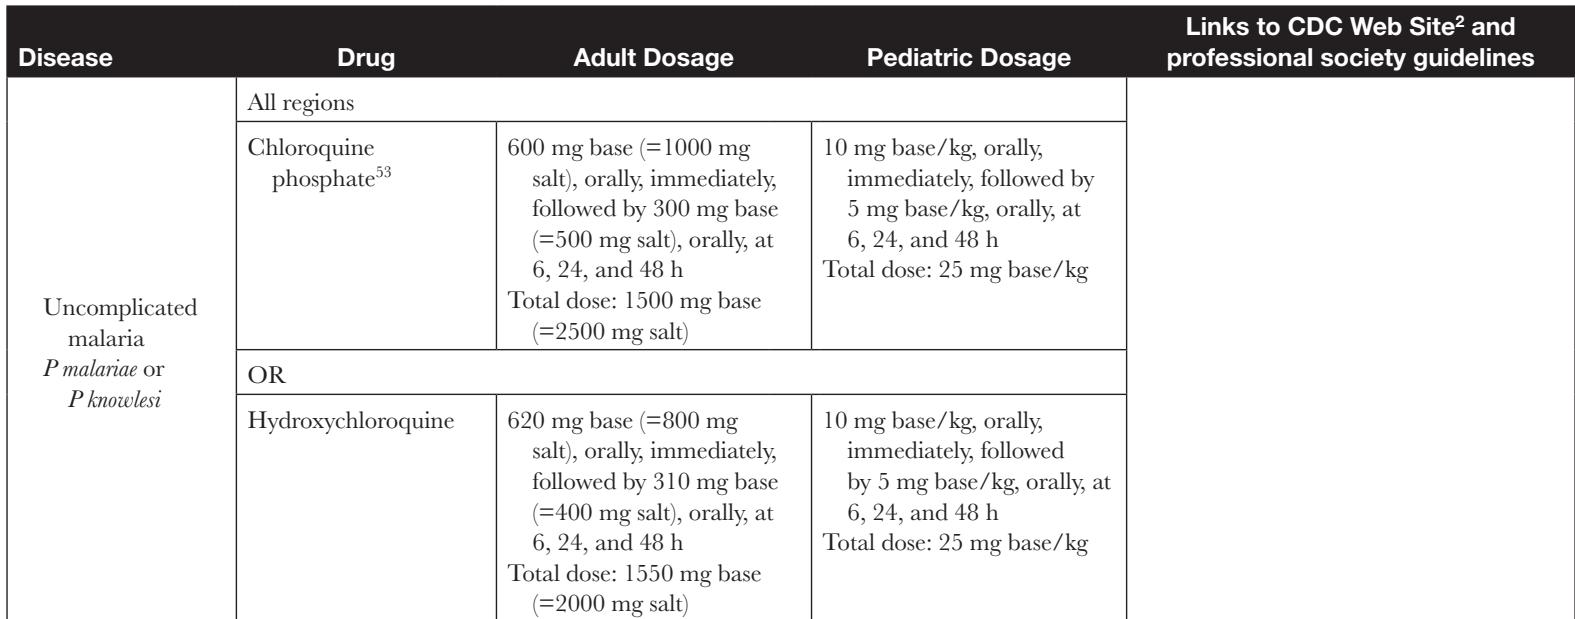 Disease
Drug
Adult Dosage
Pediatric Dosage
Links to CDC Web Site² and
professional society guidelines
Uncomplicated
malaria
P malariae or
P knowlesi
All regions
Chloroquine
phosphate⁵³
600 mg base (=1000 mg
salt), orally, immediately,
followed by 300 mg base
(=500 mg salt), orally, at
6, 24, and 48 h
Total dose: 1500 mg base
(=2500 mg salt)
10 mg base/kg, orally,
immediately, followed by
5 mg base/kg, orally, at
6, 24, and 48 h
Total dose: 25 mg base/kg
OR
Hydroxychloroquine
620 mg base (=800 mg
salt), orally, immediately,
followed by 310 mg base
(=400 mg salt), orally, at
6, 24, and 48 h
Total dose: 1550 mg base
(=2000 mg salt)
10 mg base/kg, orally,
immediately, followed
by 5 mg base/kg, orally, at
6, 24, and 48 h
Total dose: 25 mg base/kg